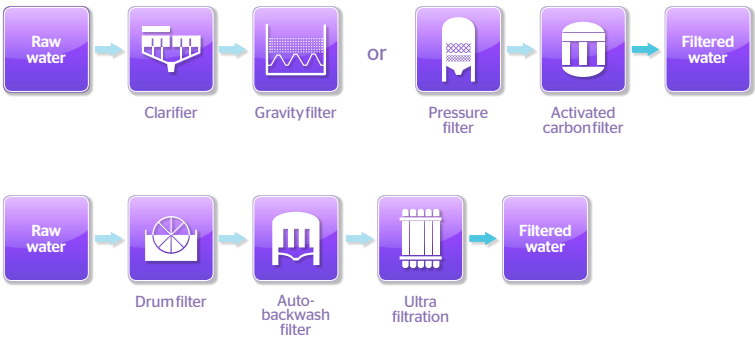 Raw
water
Clarifier
Gravity filter
or
Pressure
filter
Activated
carbon filter
Filtered
water
Raw
water
Drum filter
Auto-
backwash
filter
Ultra
filtration
Filtered
water